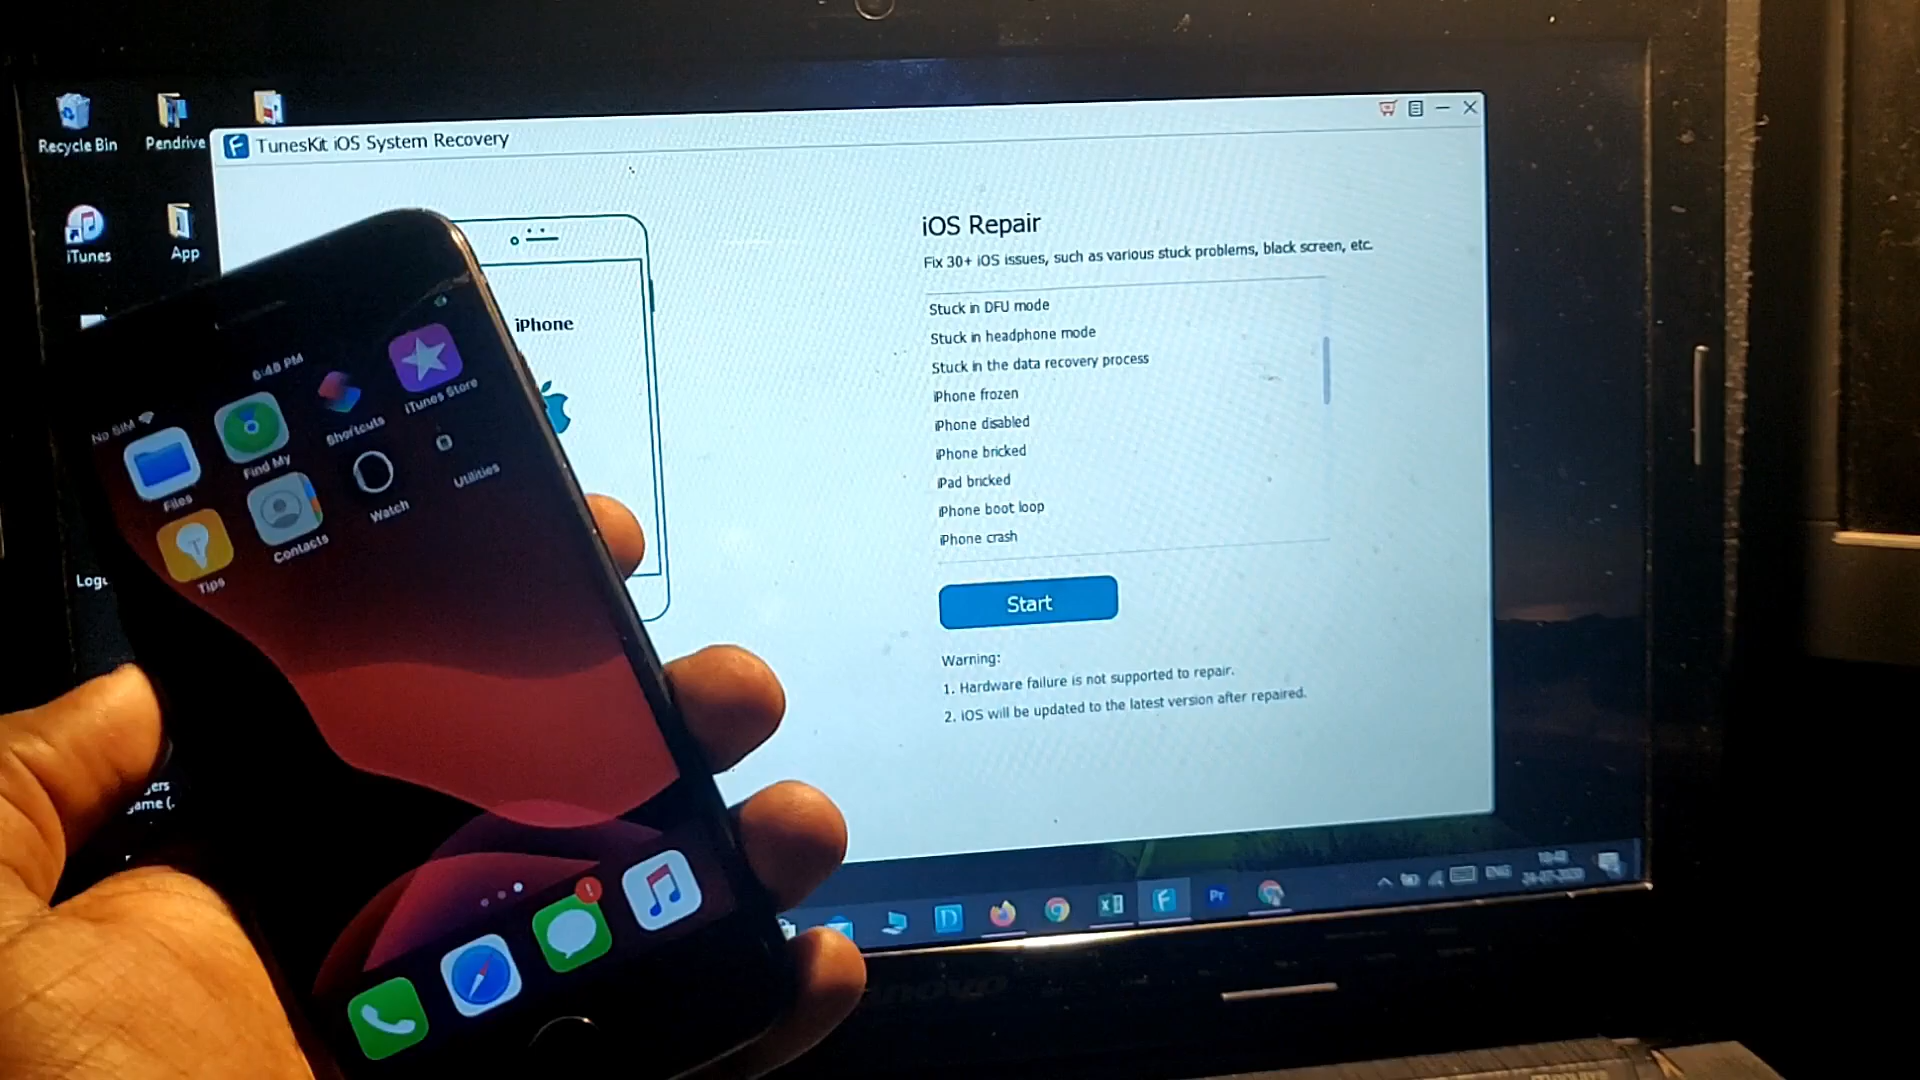 Recycle Bin
Pendrive
iTunes
App
TunesKit iOS System Recovery
iPhone
iOS Repair
Fix 30+ iOS issues, such as various stuck problems, black screen, etc.
Stuck in DFU mode
Stuck in headphone mode
Stuck in the data recovery process
iPhone frozen
iPhone disabled
iPhone bricked
iPad bricked
iPhone boot loop
iPhone crash
Start
Warning:
1. Hardware failure is not supported to repair.
2. iOS will be updated to the latest version after repaired.
No SIM
6:48 PM
Files
Find My
Shortcuts
iTunes Store
Tips
Contacts
Watch
Utilities
ame (.
Pr
ENG